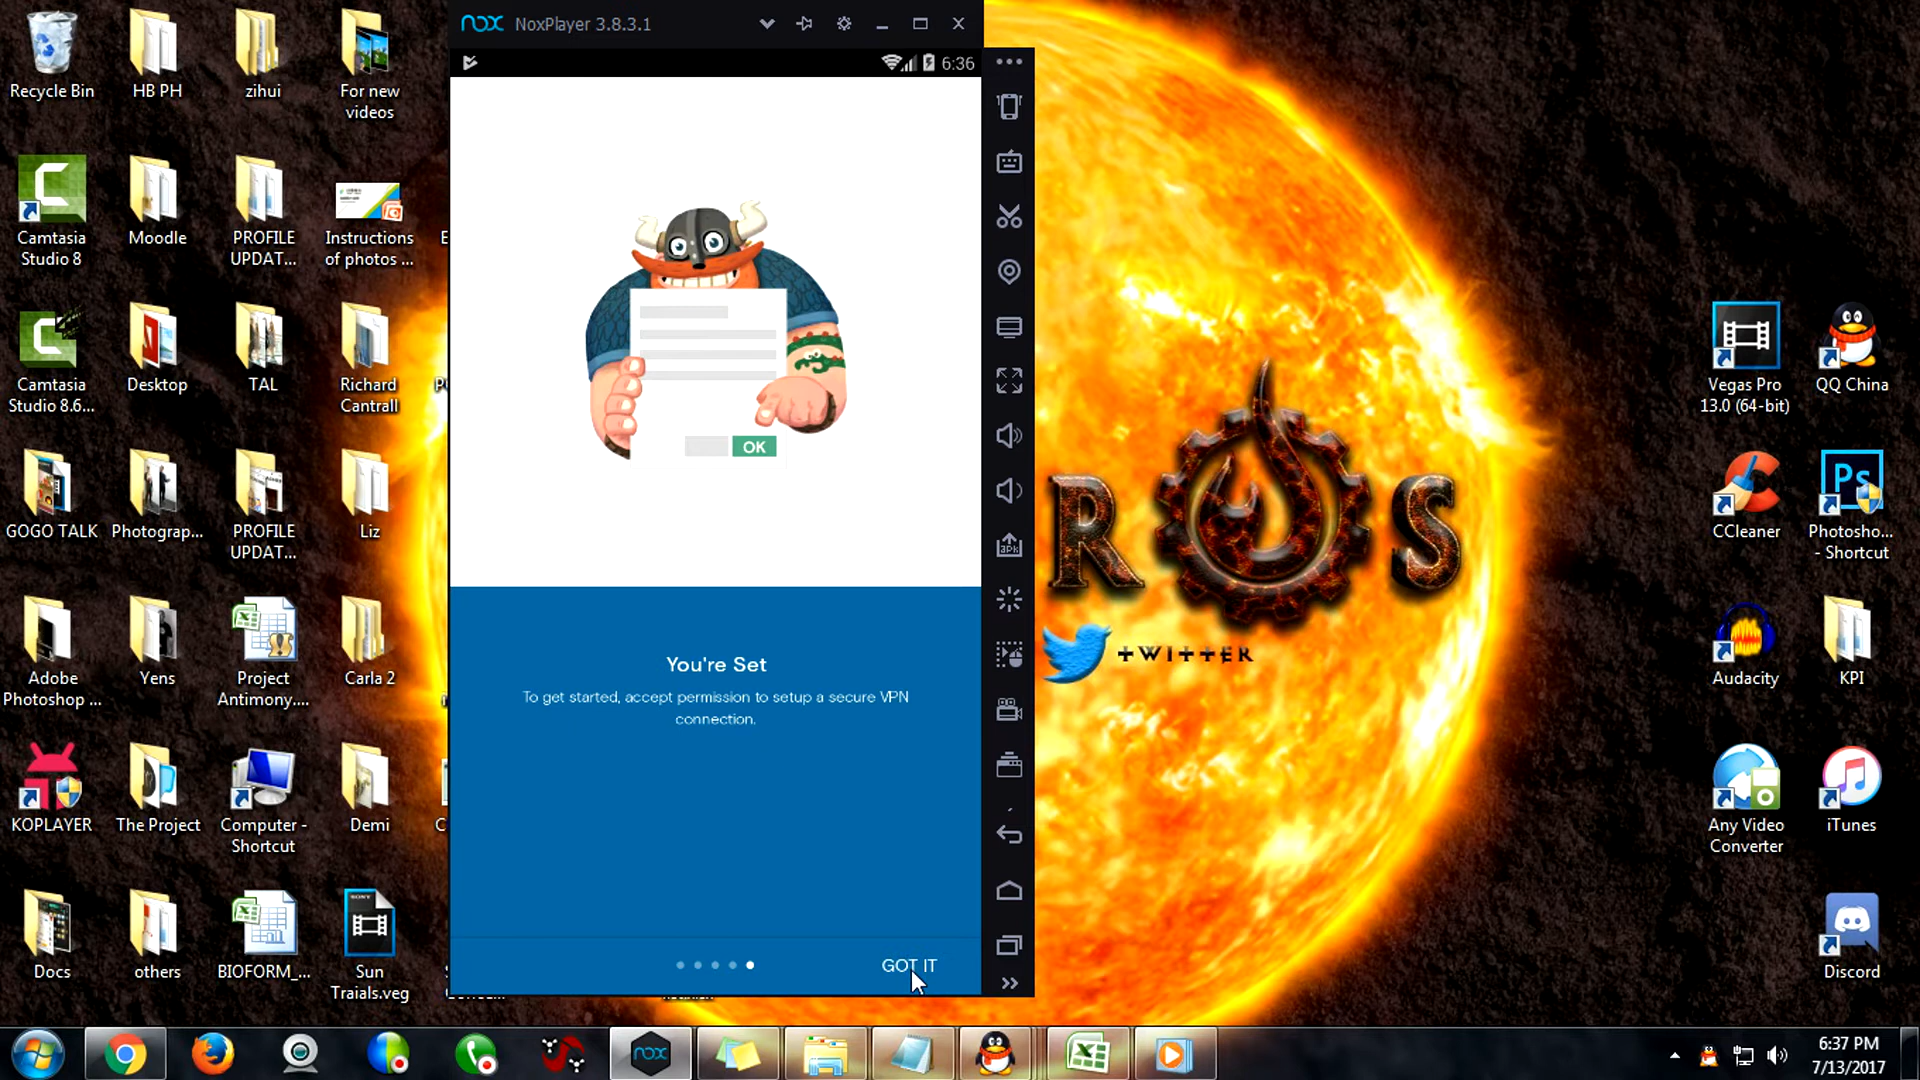 nox NoxPlayer 3.8.3.1
6:36
OK
You're Set
To get started, accept permission to setup a secure VPN
connection.
GOT IT
Recycle Bin
HB PH
zihui
For new
videos
Camtasia
Studio 8
Moodle
PROFILE
UPDAT...
Instructions
of photos ...
Camtasia
Studio 8.6...
Desktop
TAL
Richard
Cantrall
GOGO TALK
Photograp...
PROFILE
UPDAT...
Liz
Adobe
Photoshop ...
Yens
Project
Antimony....
Carla 2
KOPLAYER
The Project
Computer -
Shortcut
Demi
Docs
others
BIOFORM_...
SONY
Sun
Traials.veg
apk
R S
TWITTER
Vegas Pro
13.0 (64-bit)
QQ China
CCleaner
Ps
Photosho...
- Shortcut
Audacity
KPI
Any Video
Converter
iTunes
Discord
nox
6:37 PM
7/13/2017